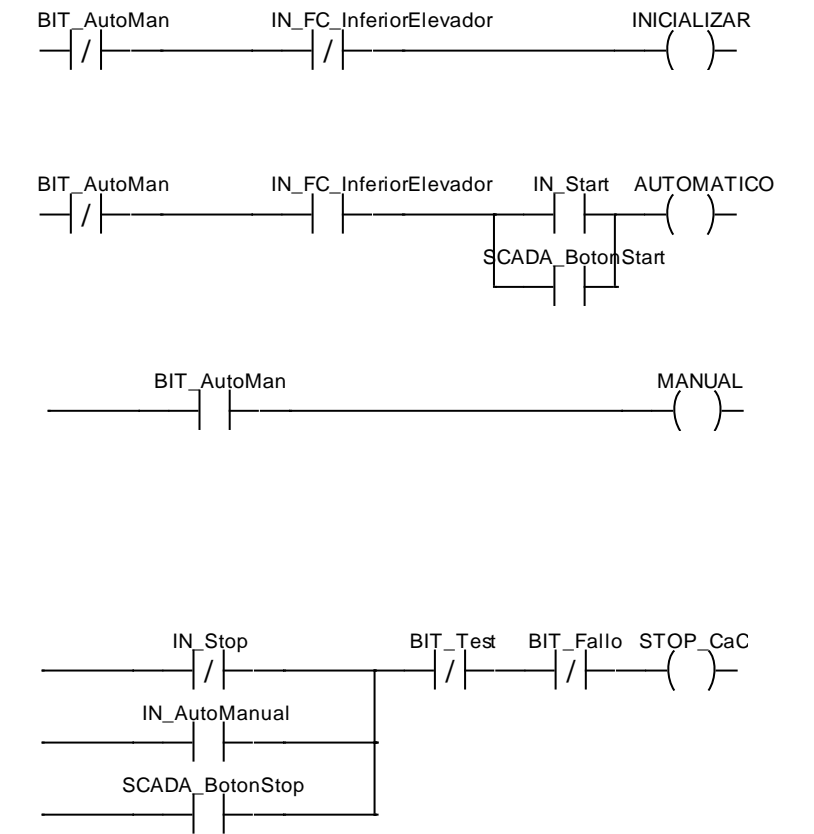 BIT_AutoMan IN_FC_InferiorElevador INICIALIZAR
BIT_AutoMan IN_FC_InferiorElevador IN_Start AUTOMATICO
SCADA_BotonStart
BIT_AutoMan MANUAL
IN_Stop BIT_Test BIT_Fallo STOP_CaC
IN_AutoManual
SCADA_BotonStop